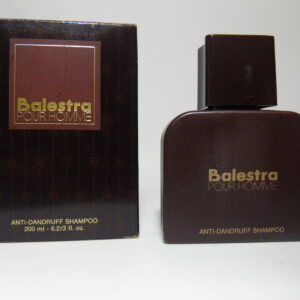 Balestra
POUR HOMME
ANTI-DANDRUFF SHAMPOO
200 ml - 6.2/3 fl. oz.
Balestra
POUR HOMME
ANTI-DANDRUFF SHAMPOO